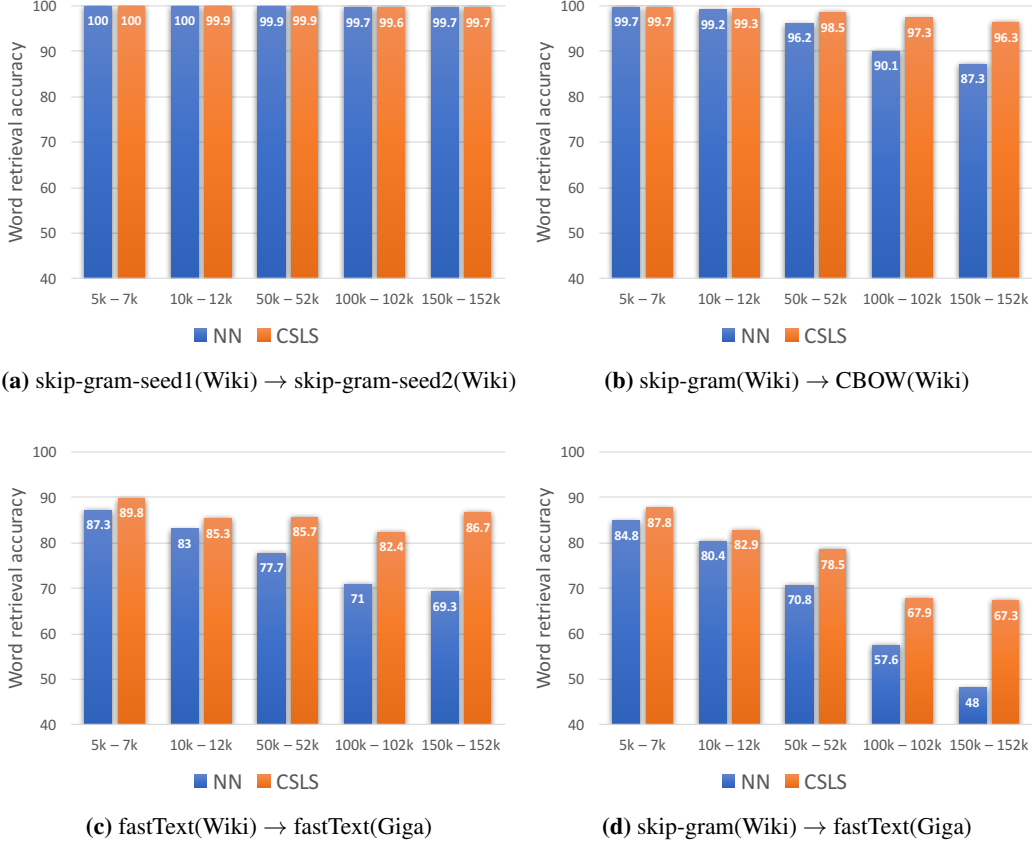 Word retrieval accuracy
100
90
80
70
60
50
40
100 100 100 99.9 99.9 99.9 99.7 99.6 99.7 99.7
5k – 7k 10k – 12k 50k – 52k 100k – 102k 150k – 152k
NN CSLS
(a) skip-gram-seed1(Wiki) → skip-gram-seed2(Wiki)
Word retrieval accuracy
100
90
80
70
60
50
40
99.7 99.7 99.2 99.3 96.2 98.5 90.1 97.3 87.3 96.3
5k – 7k 10k – 12k 50k – 52k 100k – 102k 150k – 152k
NN CSLS
(b) skip-gram(Wiki) → CBOW(Wiki)
Word retrieval accuracy
100
90
80
70
60
50
40
87.3 89.8 83 85.3 77.7 85.7 71 82.4 69.3 86.7
5k – 7k 10k – 12k 50k – 52k 100k – 102k 150k – 152k
NN CSLS
(c) fastText(Wiki) → fastText(Giga)
Word retrieval accuracy
100
90
80
70
60
50
40
84.8 87.8 80.4 82.9 70.8 78.5 57.6 67.9 48 67.3
5k – 7k 10k – 12k 50k – 52k 100k – 102k 150k – 152k
NN CSLS
(d) skip-gram(Wiki) → fastText(Giga)